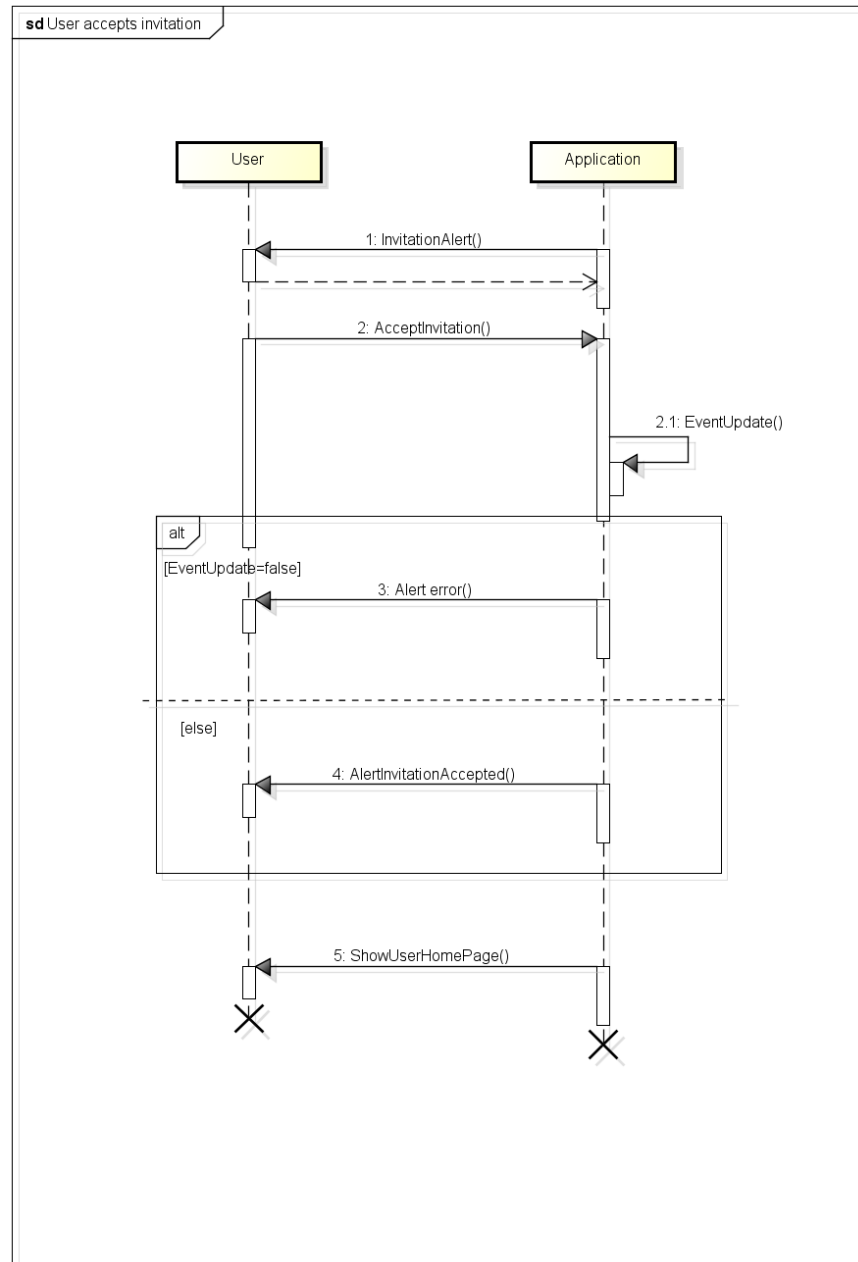 sd User accepts invitation
User
Application
1: InvitationAlert()
2: AcceptInvitation()
2.1: EventUpdate()
alt
[EventUpdate=false]
3: Alert error()
[else]
4: AlertInvitationAccepted()
5: ShowUserHomePage()